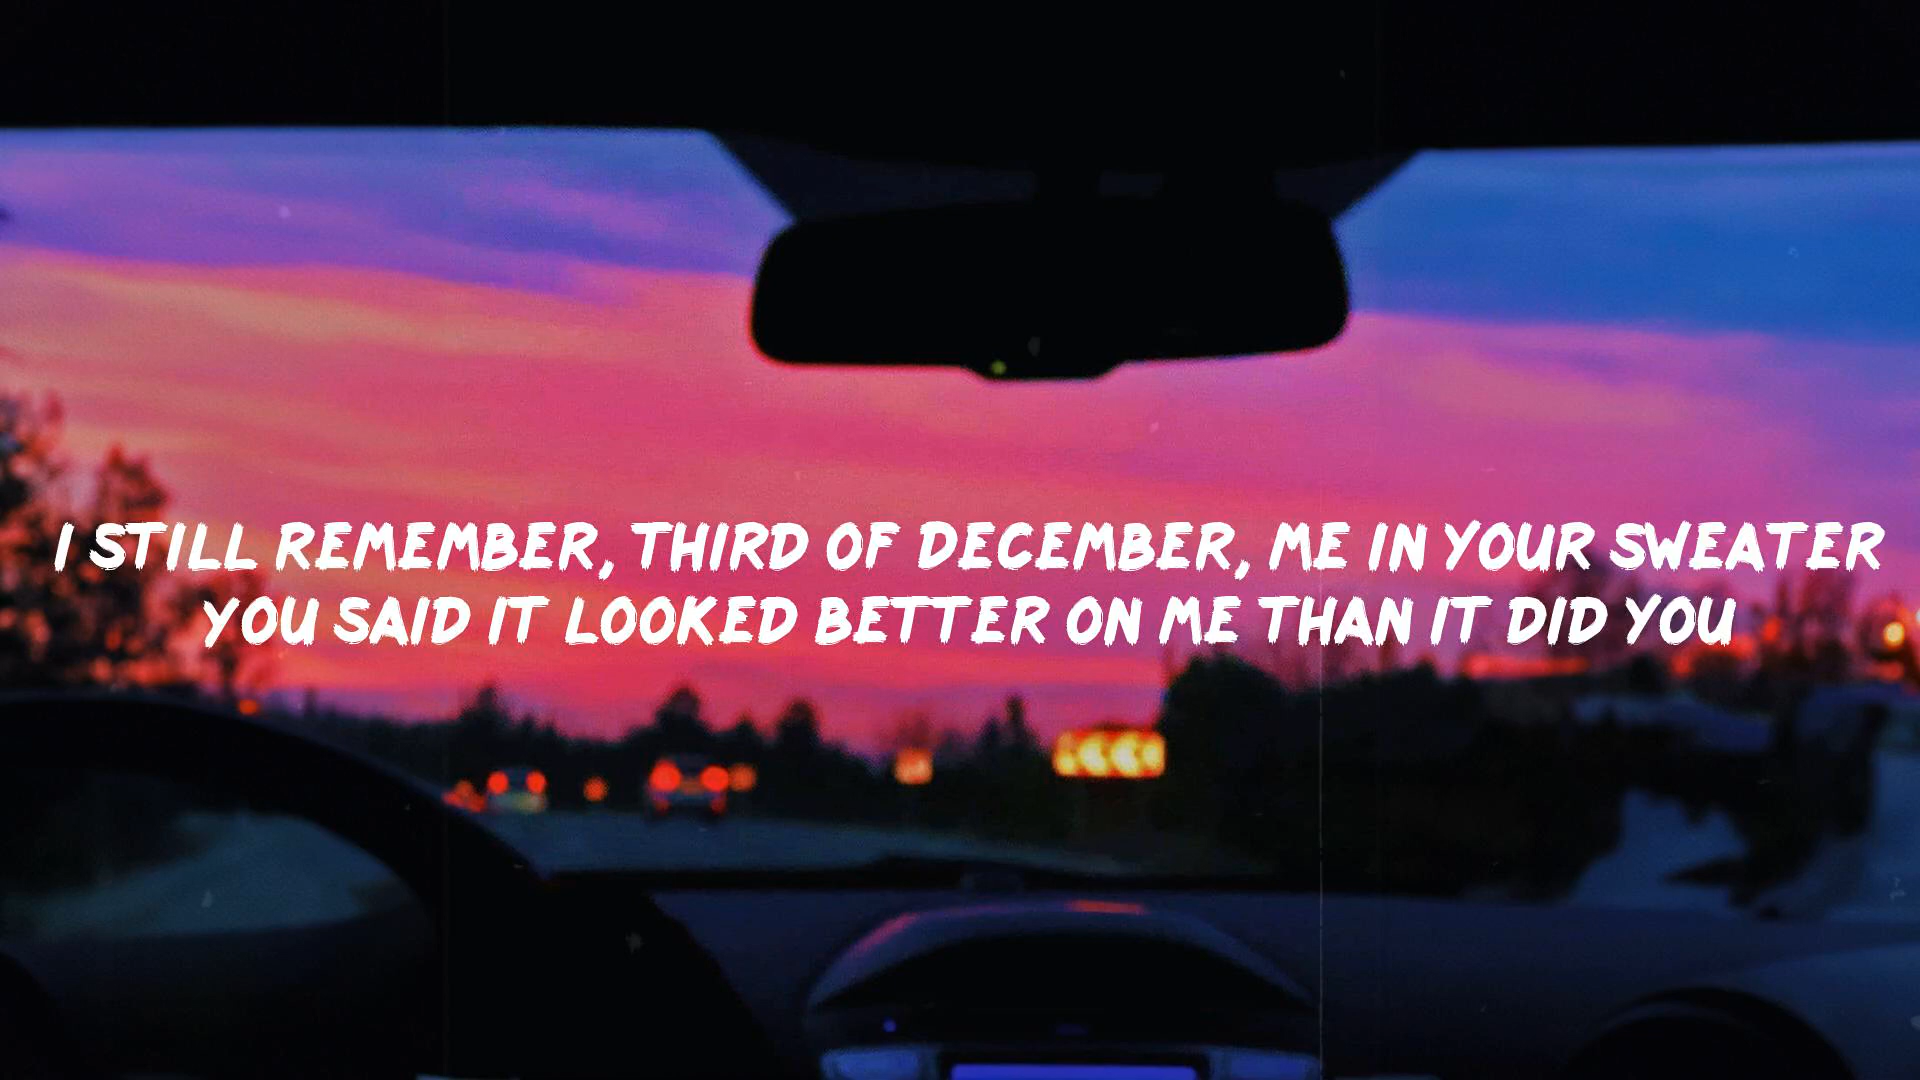 I STILL REMEMBER, THIRD OF DECEMBER, ME IN YOUR SWEATER
YOU SAID IT LOOKED BETTER ON ME THAN IT DID YOU